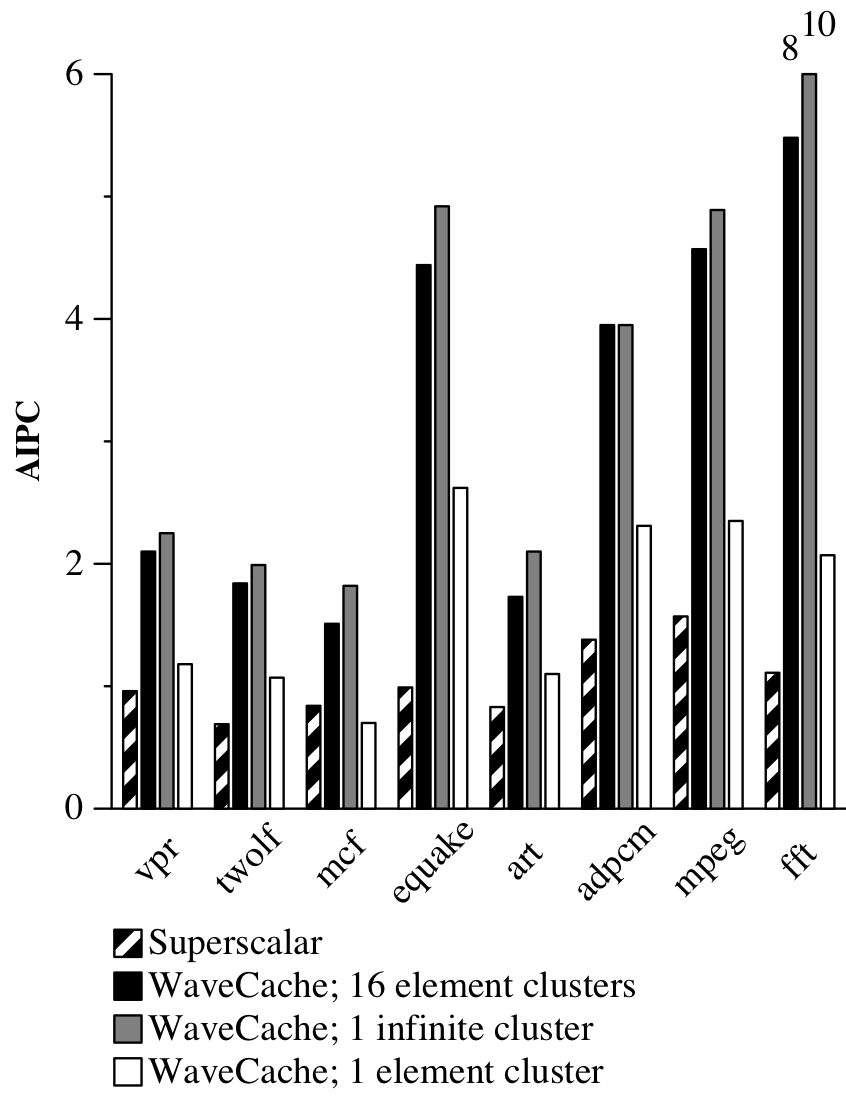 10
8
6
4
2
0
AIPC
vpr
twolf
mcf
equake
art
adpcm
mpeg
fft
Superscalar
WaveCache; 16 element clusters
WaveCache; 1 infinite cluster
WaveCache; 1 element cluster